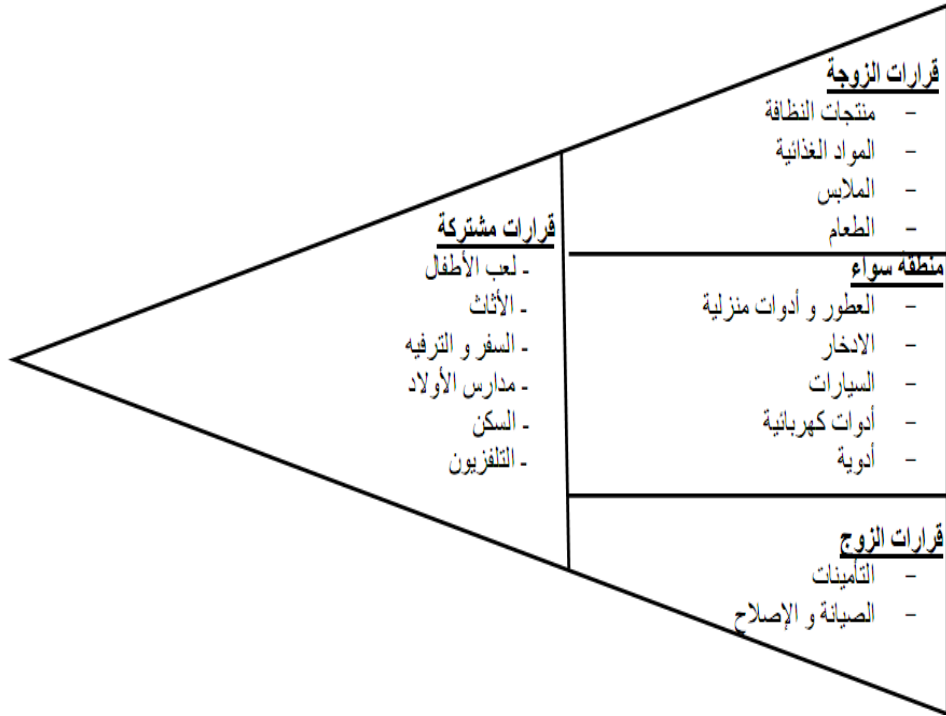 قرارات الزوجة
- منتجات النظافة
- المواد الغذائية
- الملابس
- الطعام
منطقة سواء
- العطور و أدوات منزلية
- الادخار
- السيارات
- أدوات كهربائية
- أدوية
قرارات الزوج
- التأمينات
- الصيانة و الإصلاح
قرارات مشتركة
- لعب الأطفال
- الأثاث
- السفر و الترفيه
- مدارس الأولاد
- السكن
- التلفزيون